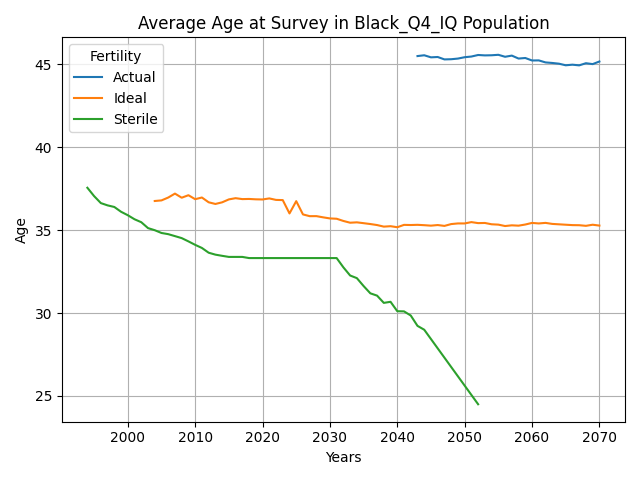 Average Age at Survey in Black_Q4_IQ Population
Fertility
Actual
Ideal
Sterile
Age
45
40
35
30
25
2000 2010 2020 2030 2040 2050 2060 2070
Years